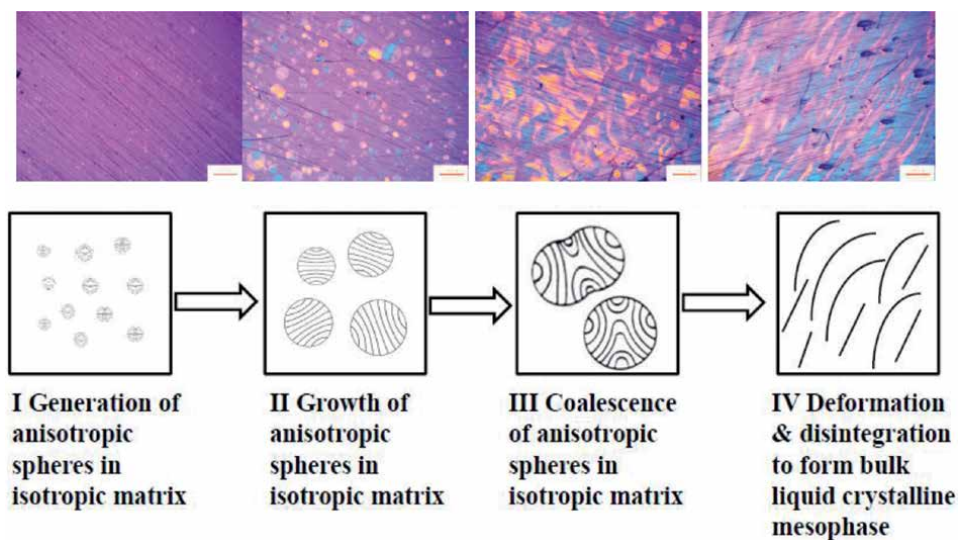 I Generation of
anisotropic
spheres in
isotropic matrix
II Growth of
anisotropic
spheres in
isotropic matrix
III Coalescence
of anisotropic
spheres in
isotropic matrix
IV Deformation
& disintegration
to form bulk
liquid crystalline
mesophase